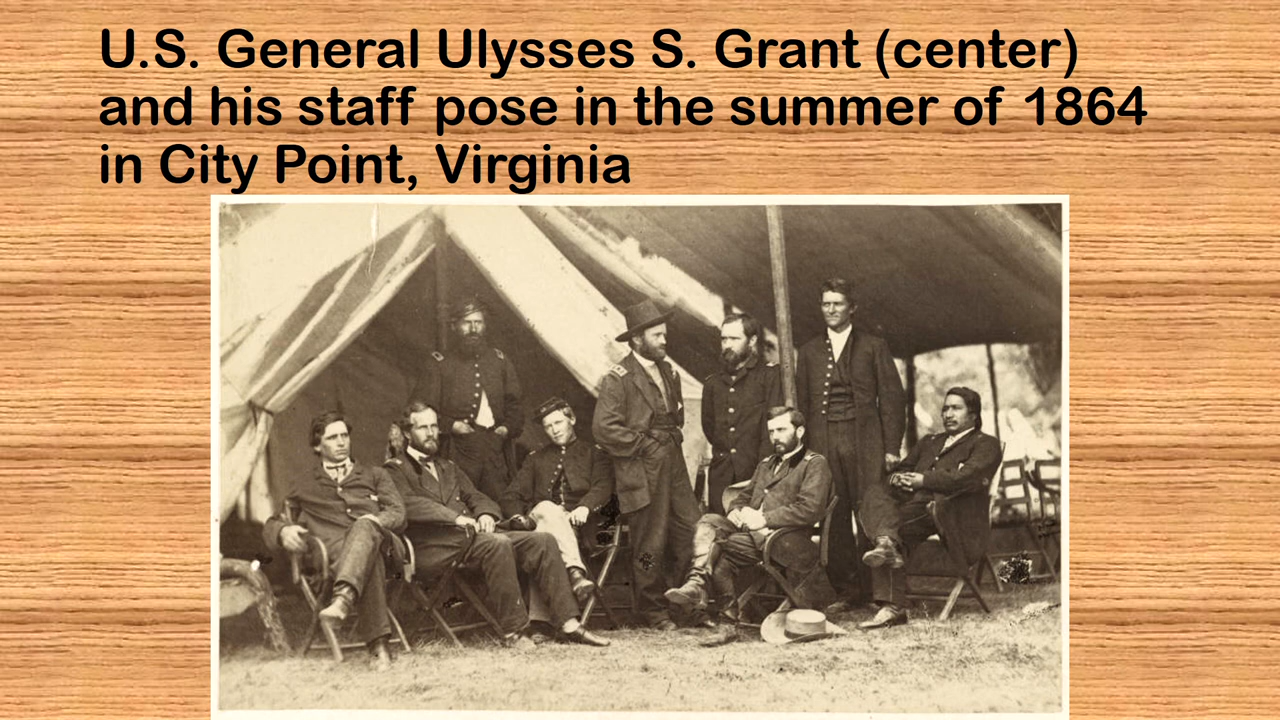 U.S. General Ulysses S. Grant (center)
and his staff pose in the summer of 1864
in City Point, Virginia